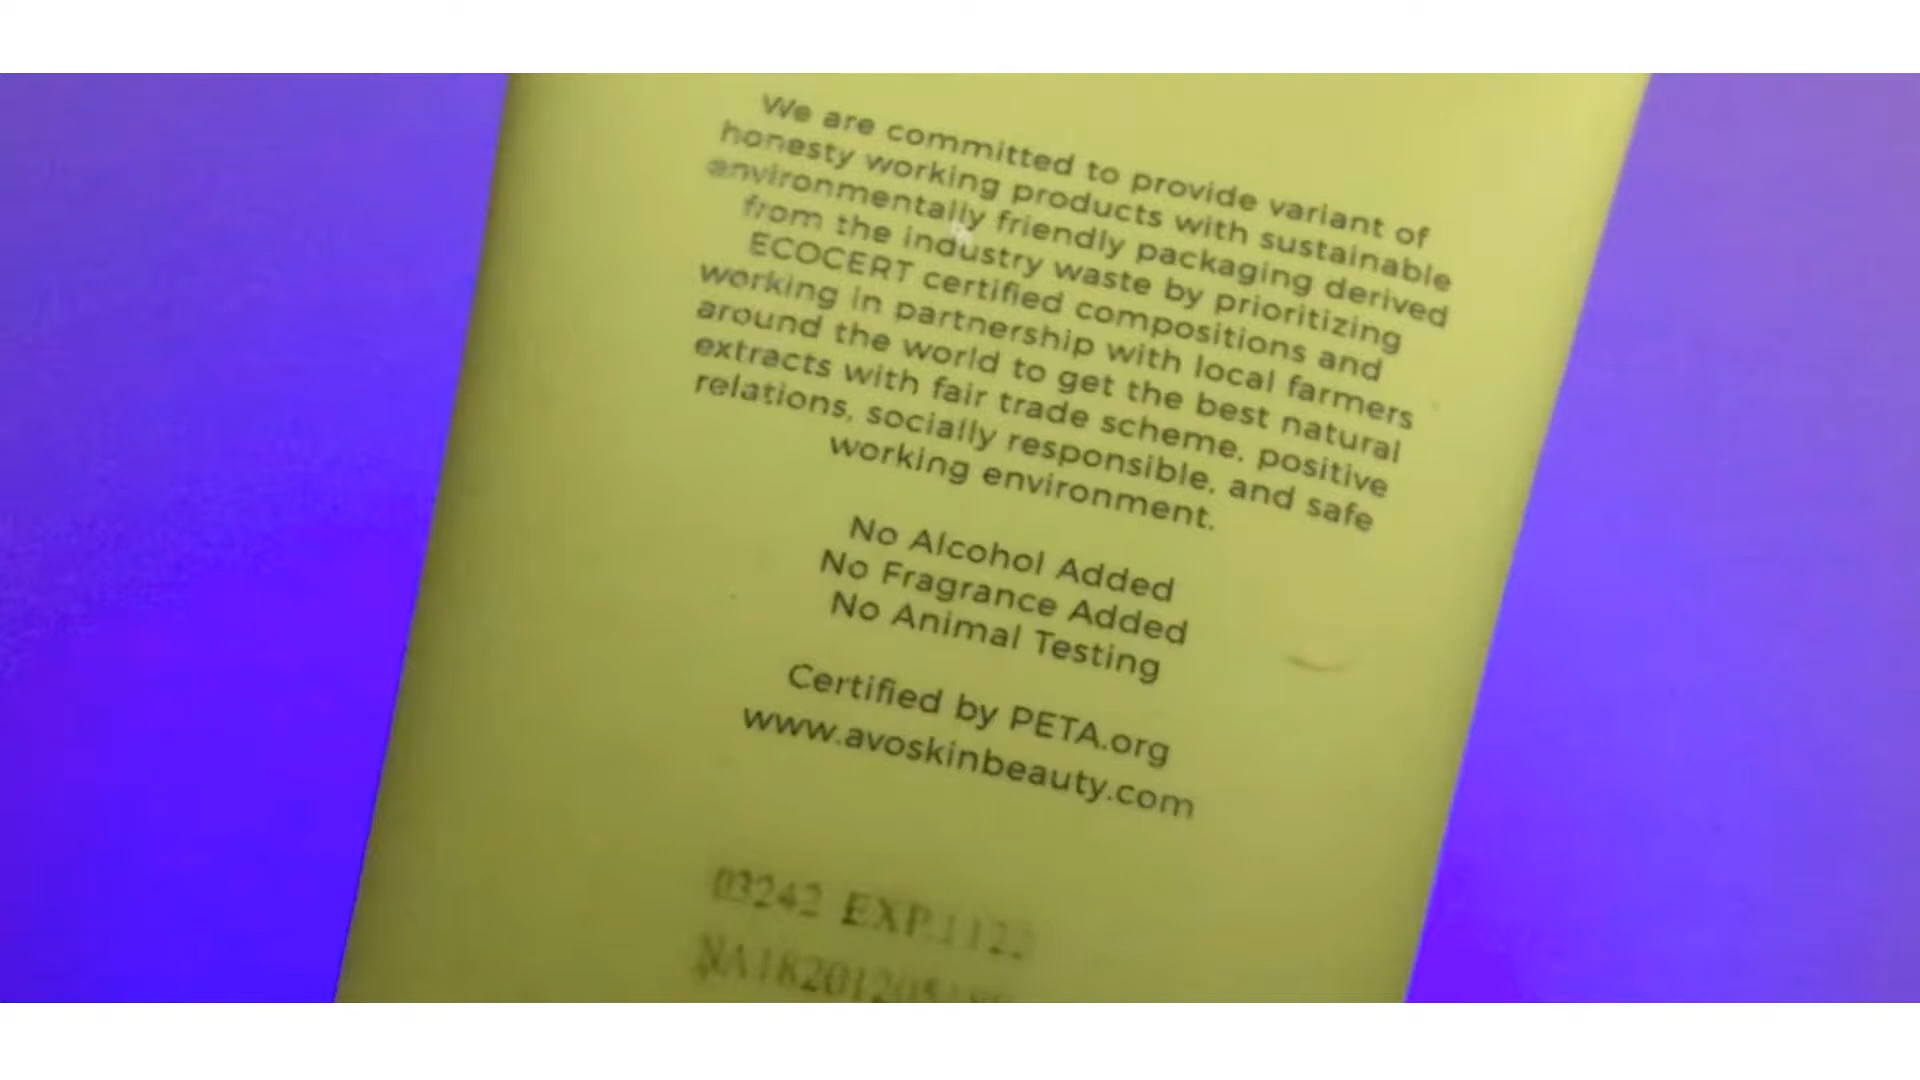 We are committed to provide variant of
honesty working products with sustainable
environmentally friendly packaging derived
from the industry waste by prioritizing
ECOCERT certified compositions and
working in partnership with local farmers
around the world to get the best natural
extracts with fair trade scheme, positive
relations, socially responsible, and safe
working environment.
No Alcohol Added
No Fragrance Added
No Animal Testing
Certified by PETA.org
www.avoskinbeauty.com
03242 EXP.1122